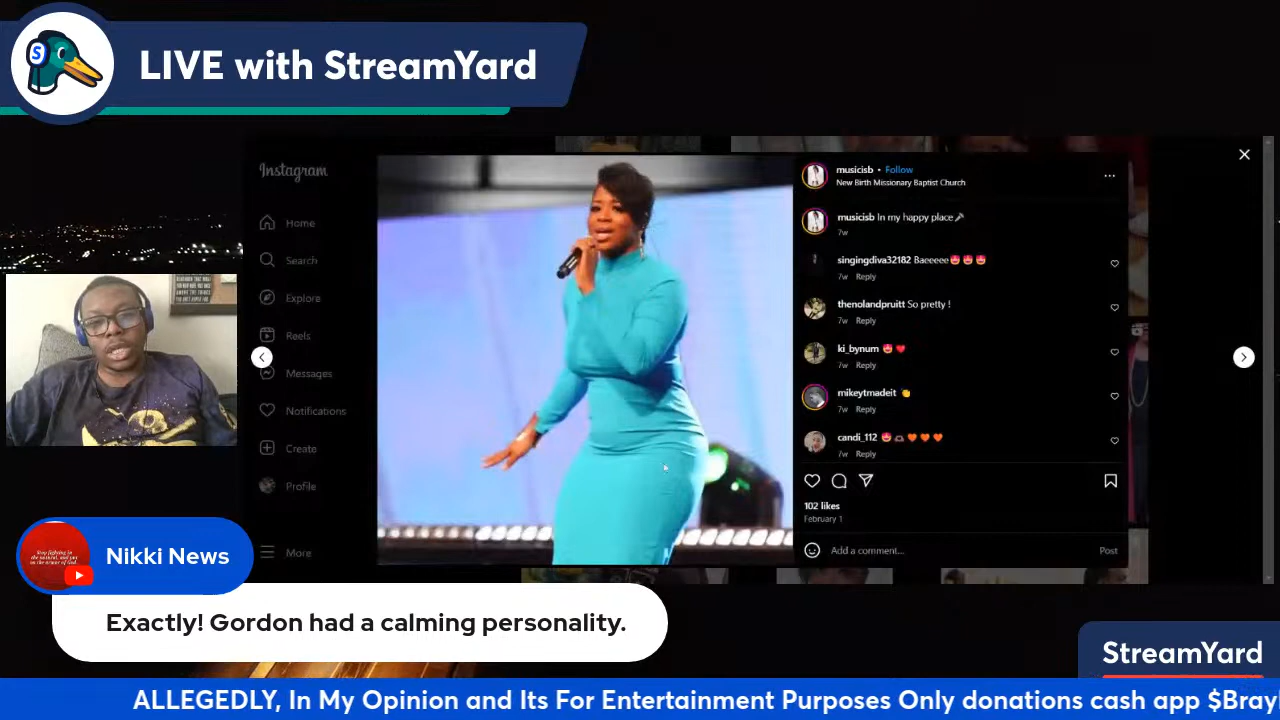 LIVE with StreamYard
Instagram
Home
Search
Explore
Reels
Messages
Notifications
Create
Profile
More
musicisb • Follow
New Birth Missionary Baptist Church
musicisb In my happy place🎤
7w
singingdiva32182 Baeeeee😍😍😍
7w Reply
thenolandpruitt So pretty !
7w Reply
ki_bynum 😍❤️
7w Reply
mikeytmadeit 👏
7w Reply
candi_112 😍🫶🏽🧡🧡🧡
7w Reply
102 likes
February 1
Add a comment... Post
Nikki News
Exactly! Gordon had a calming personality.
StreamYard
ALLEGEDLY, In My Opinion and Its For Entertainment Purposes Only donations cash app $Brayl